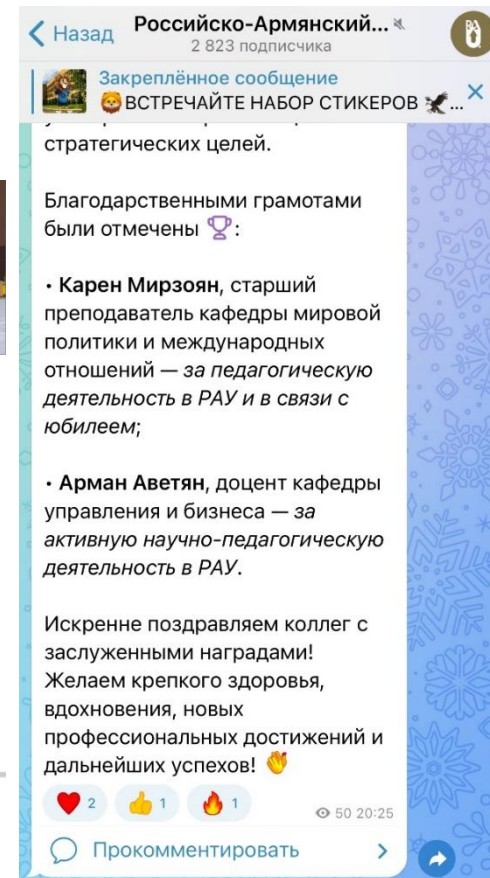 Назад
Российско-Армянский...
2 823 подписчика
Закреплённое сообщение
ВСТРЕЧАЙТЕ НАБОР СТИКЕРОВ ...
стратегических целей.
Благодарственными грамотами
были отмечены 🏆:
• Карен Мирзоян, старший
преподаватель кафедры мировой
политики и международных
отношений — за педагогическую
деятельность в РАУ и в связи с
юбилеем;
• Арман Аветян, доцент кафедры
управления и бизнеса — за
активную научно-педагогическую
деятельность в РАУ.
Искренне поздравляем коллег с
заслуженными наградами!
Желаем крепкого здоровья,
вдохновения, новых
профессиональных достижений и
дальнейших успехов! 👏
❤️ 2 👍 1 🔥 1
50 20:25
Прокомментировать